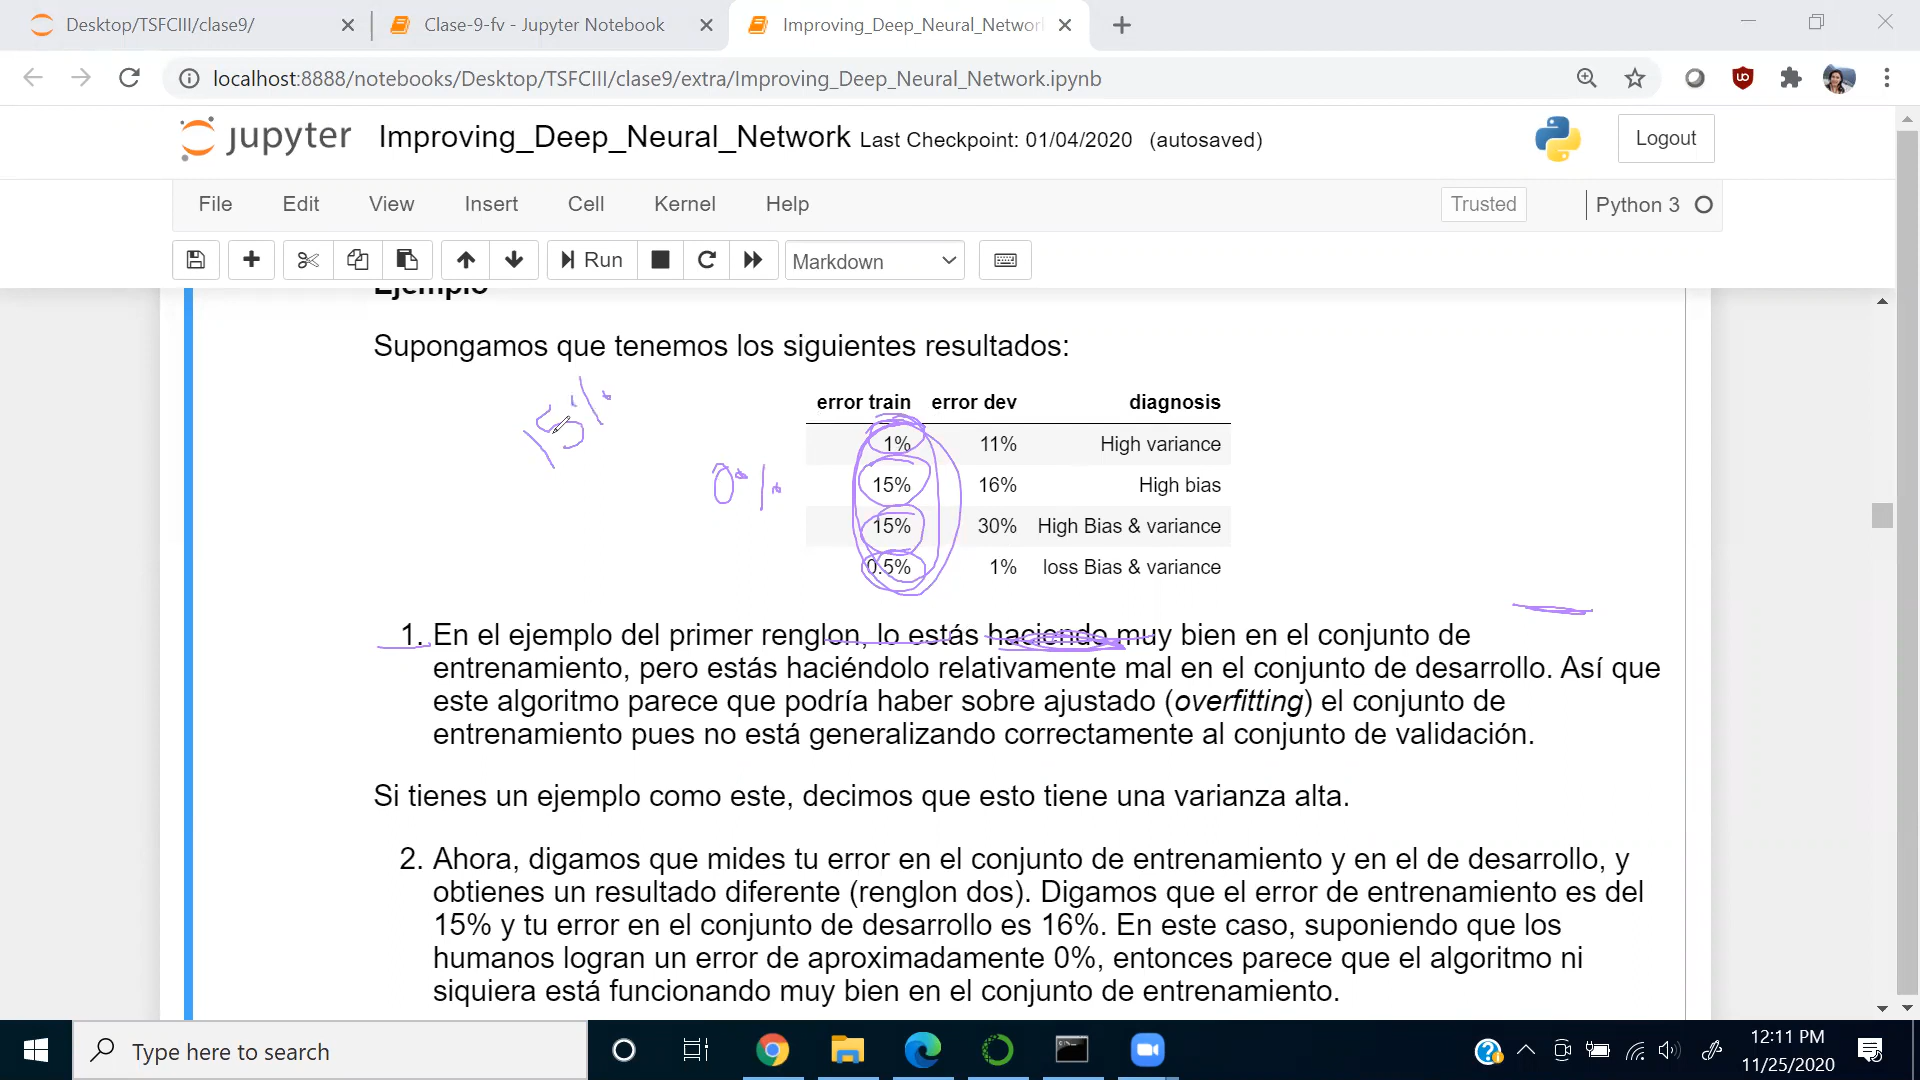 Desktop/TSFCIII/clase9/
Clase-9-fv - Jupyter Notebook
Improving_Deep_Neural_Networ
localhost:8888/notebooks/Desktop/TSFCIII/clase9/extra/Improving_Deep_Neural_Network.ipynb
jupyter Improving_Deep_Neural_Network Last Checkpoint: 01/04/2020 (autosaved)
Logout
File Edit View Insert Cell Kernel Help
Trusted
Python 3
Run
Markdown
Ejemplo
Supongamos que tenemos los siguientes resultados:
15%
0%
error train error dev diagnosis
1% 11% High variance
15% 16% High bias
15% 30% High Bias & variance
0.5% 1% loss Bias & variance
1. En el ejemplo del primer renglon, lo estás haciendo muy bien en el conjunto de
entrenamiento, pero estás haciéndolo relativamente mal en el conjunto de desarrollo. Así que
este algoritmo parece que podría haber sobre ajustado (overfitting) el conjunto de
entrenamiento pues no está generalizando correctamente al conjunto de validación.
Si tienes un ejemplo como este, decimos que esto tiene una varianza alta.
2. Ahora, digamos que mides tu error en el conjunto de entrenamiento y en el de desarrollo, y
obtienes un resultado diferente (renglon dos). Digamos que el error de entrenamiento es del
15% y tu error en el conjunto de desarrollo es 16%. En este caso, suponiendo que los
humanos logran un error de aproximadamente 0%, entonces parece que el algoritmo ni
siquiera está funcionando muy bien en el conjunto de entrenamiento.
Type here to search
12:11 PM
11/25/2020